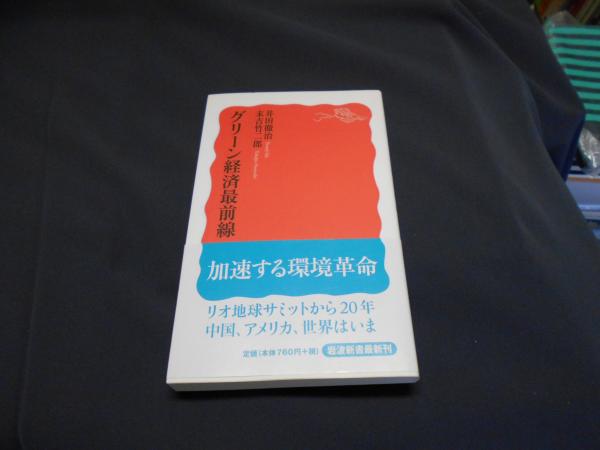 グリーン経済最前線
井田徹治
末吉竹二郎
加速する環境革命
リオ地球サミットから20年
中国、アメリカ、世界はいま
定価(本体760円+税)
岩波新書最新刊